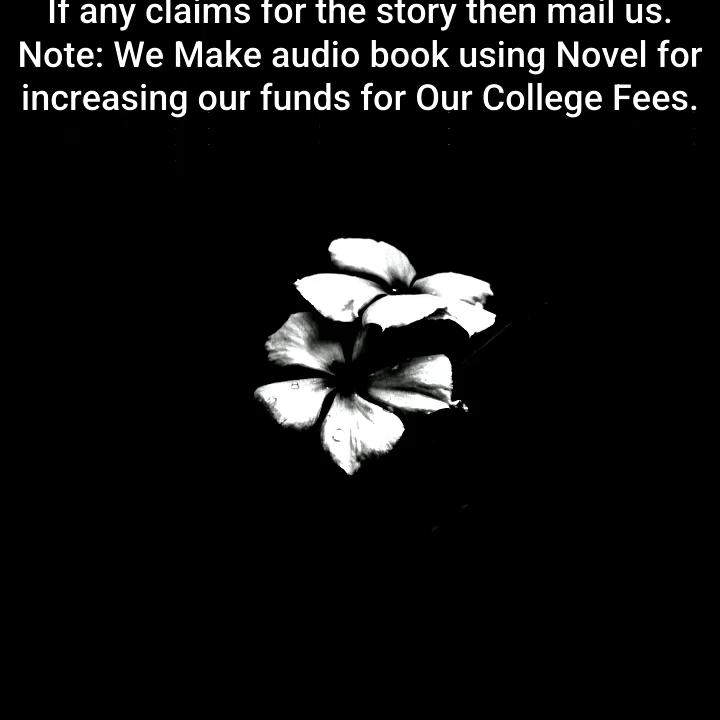 If any claims for the story then mail us.
Note: We Make audio book using Novel for
increasing our funds for Our College Fees.